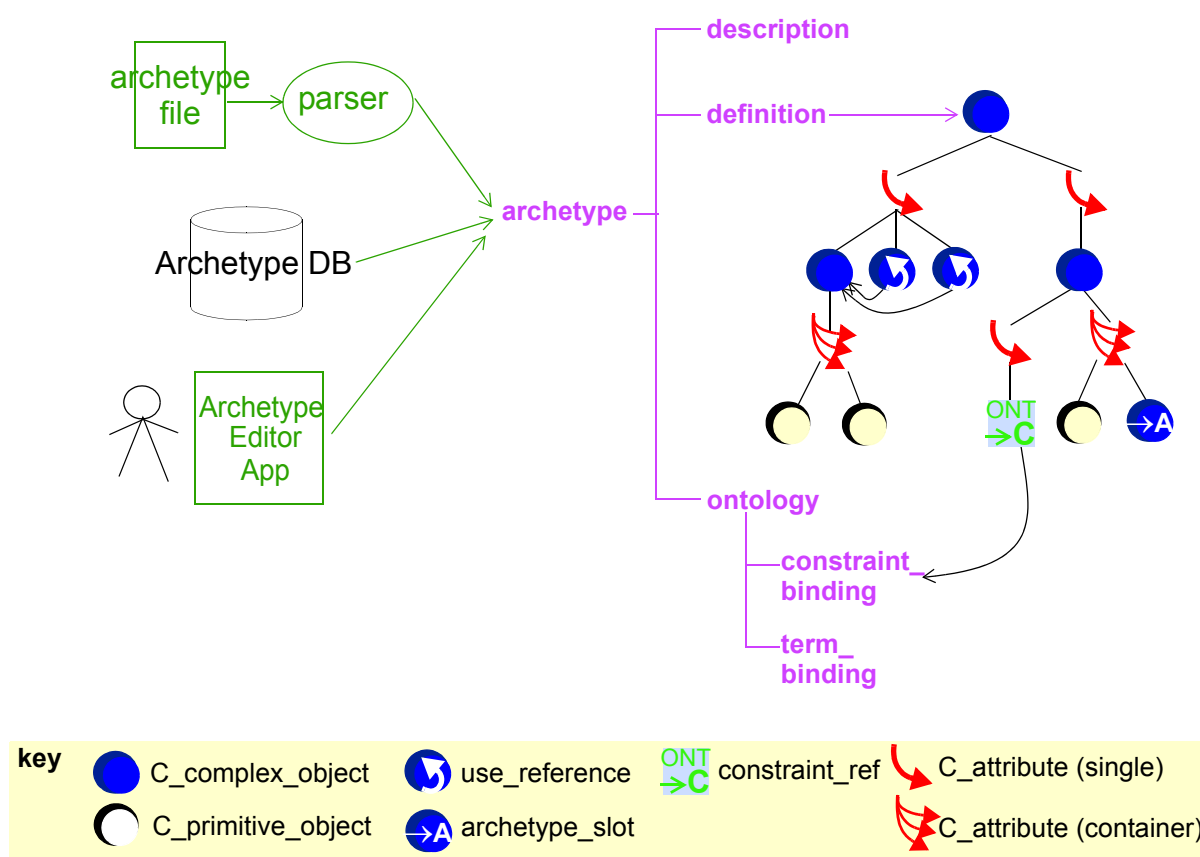 description
archetype
file
parser
definition
archetype
Archetype DB
Archetype
Editor
App
ONT
→C
→A
ontology
constraint_
binding
term_
binding
key
C_complex_object
use_reference
ONT
→C
constraint_ref
C_attribute (single)
C_primitive_object
→A
archetype_slot
C_attribute (container)